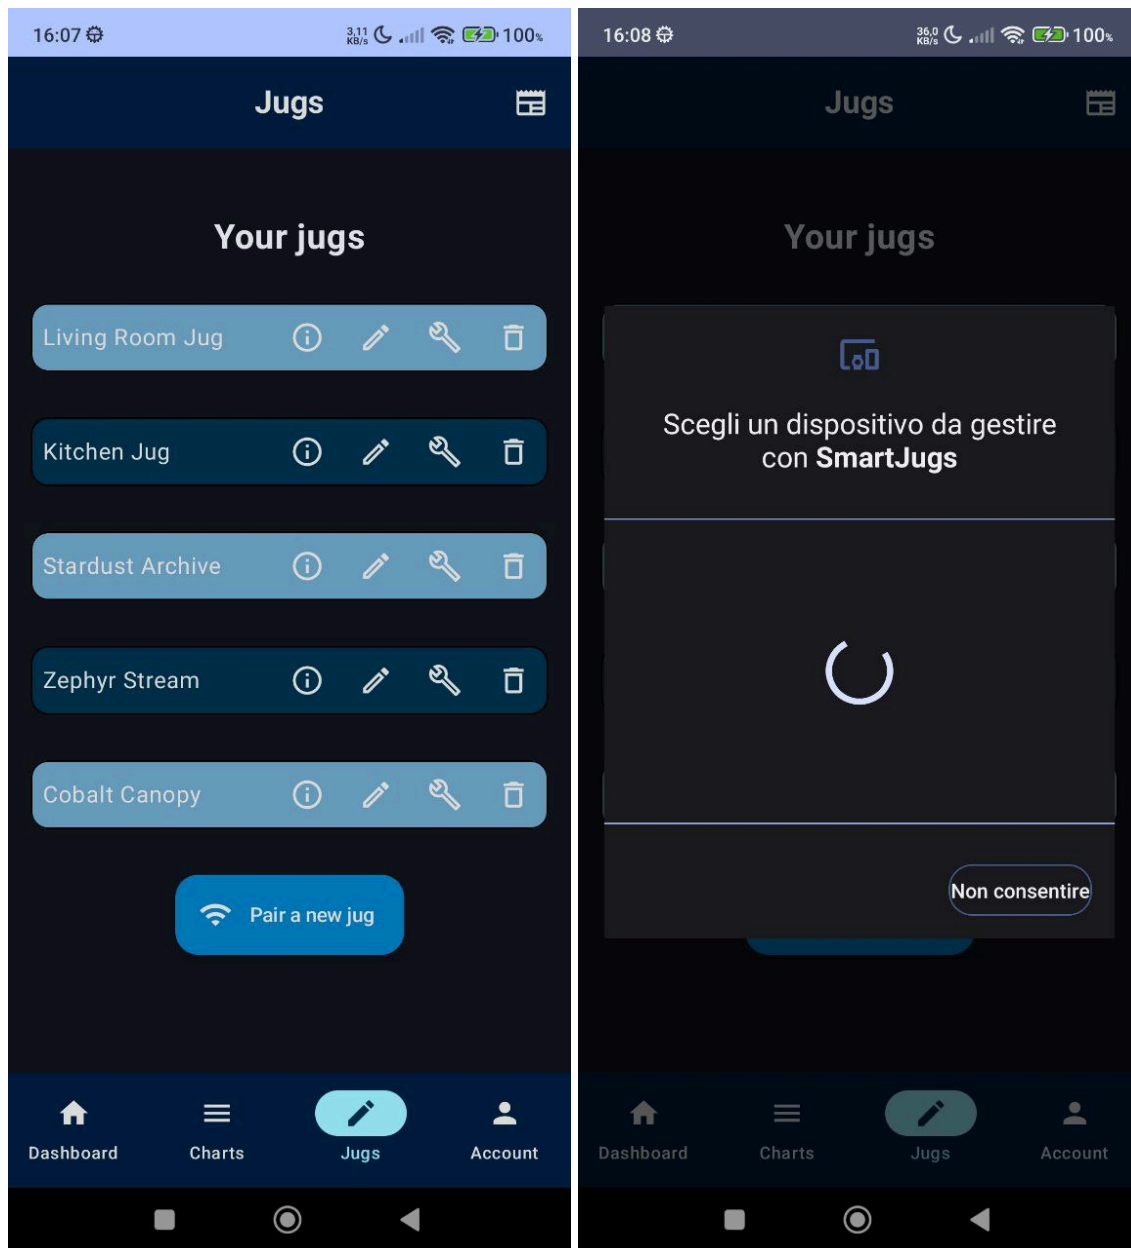 16:07
3,11
KB/s
100%
Jugs
Your jugs
Living Room Jug
Kitchen Jug
Stardust Archive
Zephyr Stream
Cobalt Canopy
Pair a new jug
Dashboard
Charts
Jugs
Account
16:08
36,0
KB/s
100%
Jugs
Your jugs
Scegli un dispositivo da gestire
con SmartJugs
Non consentire
Dashboard
Charts
Jugs
Account